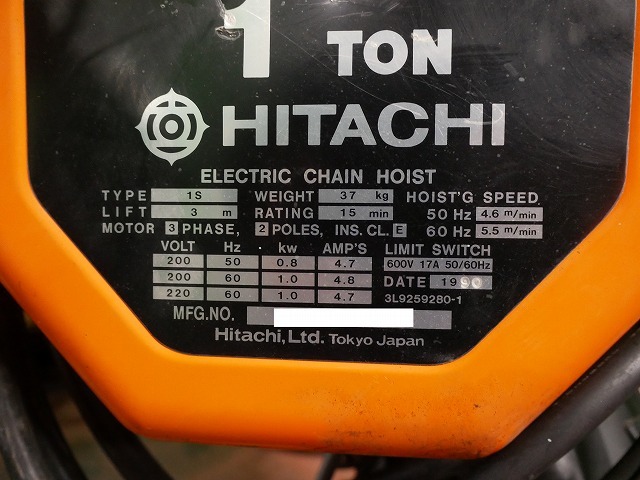 1 TON
HITACHI
ELECTRIC CHAIN HOIST
TYPE 1S WEIGHT 37 kg HOIST'G SPEED
LIFT 3 m RATING 15 min 50 Hz 4.6 m/min
MOTOR 3 PHASE, 2 POLES, INS. CL. E 60 Hz 5.5 m/min
VOLT Hz kw AMP'S LIMIT SWITCH
200 50 0.8 4.7 600V 17A 50/60Hz
200 60 1.0 4.8 DATE 1990
220 60 1.0 4.7 3L9259280-1
MFG.NO.
Hitachi, Ltd. Tokyo Japan